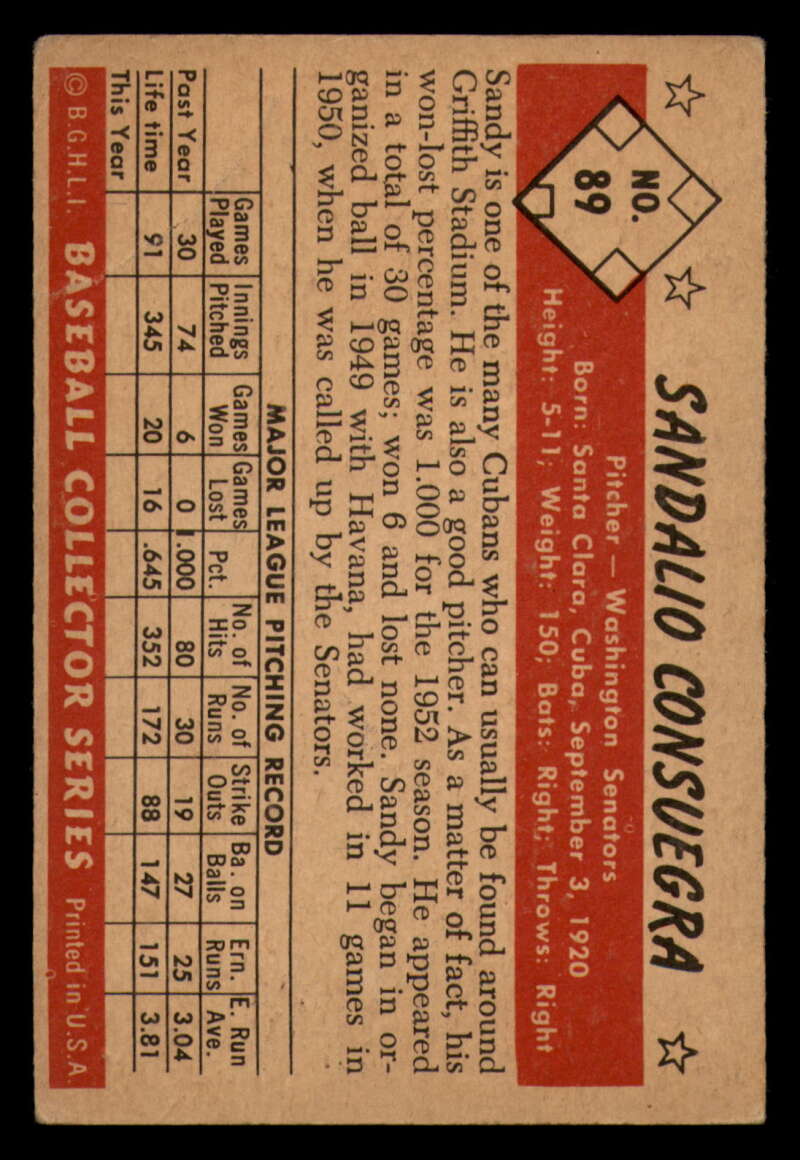 SANDALIO CONSUEGRA
NO.
89
Pitcher — Washington Senators
Born: Santa Clara, Cuba, September 3, 1920
Height: 5-11; Weight: 150; Bats: Right; Throws: Right
Sandy is one of the many Cubans who can usually be found around
Griffith Stadium. He is also a good pitcher. As a matter of fact, his
won-lost percentage was 1.000 for the 1952 season. He appeared
in a total of 30 games; won 6 and lost none. Sandy began in or-
ganized ball in 1949 with Havana, had worked in 11 games in
1950, when he was called up by the Senators.
MAJOR LEAGUE PITCHING RECORD
Games Innings Games Games No. of No. of Strike Ba. on Ern. E. Run
Played Pitched Won Lost Pct. Hits Runs Outs Balls Runs Ave.
Past Year 30 74 6 0 1.000 80 30 19 27 25 3.04
Life time 91 345 20 16 .645 352 172 88 147 151 3.81
This Year
© B.G.H.L.I. BASEBALL COLLECTOR SERIES Printed in U.S.A.